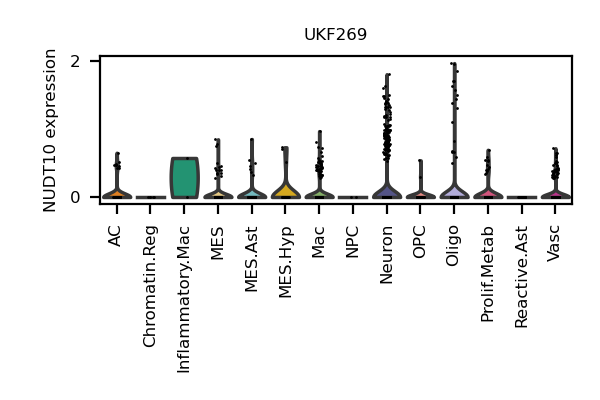 UKF269
NUDT10 expression
2
0
AC
Chromatin.Reg
Inflammatory.Mac
MES
MES.Ast
MES.Hyp
Mac
NPC
Neuron
OPC
Oligo
Prolif.Metab
Reactive.Ast
Vasc